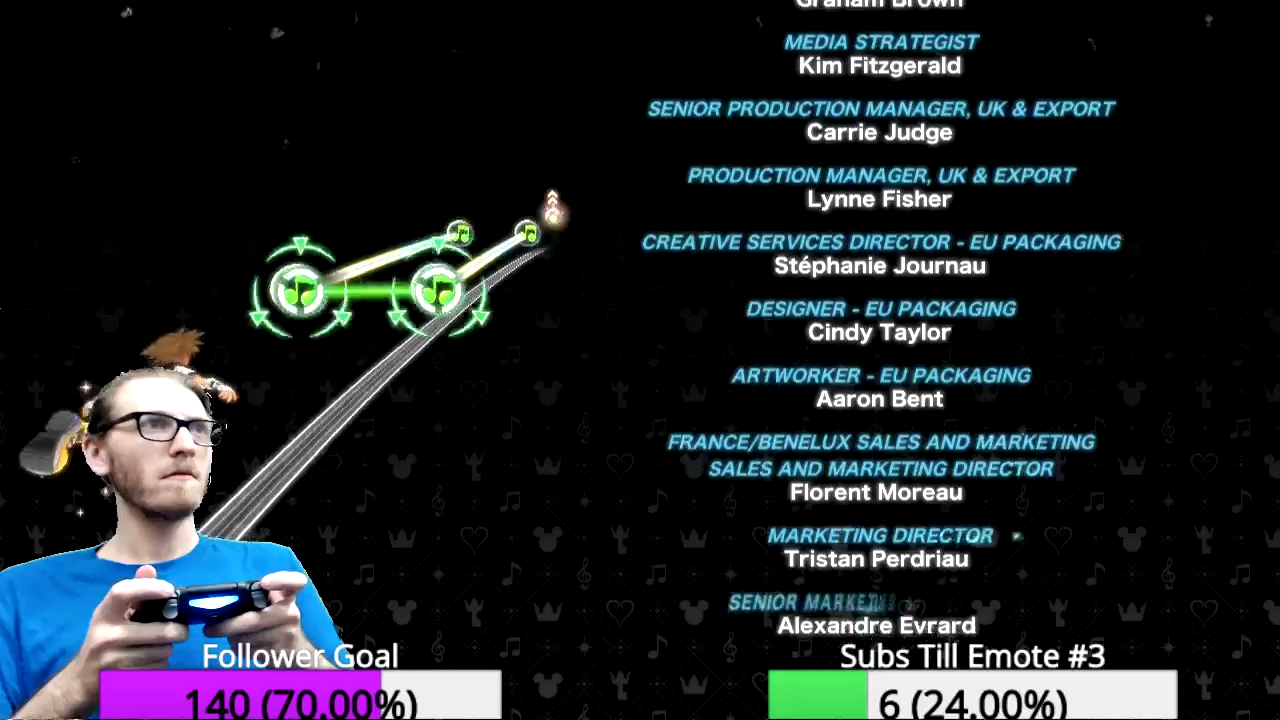 Graham Brown
MEDIA STRATEGIST
Kim Fitzgerald
SENIOR PRODUCTION MANAGER, UK & EXPORT
Carrie Judge
PRODUCTION MANAGER, UK & EXPORT
Lynne Fisher
CREATIVE SERVICES DIRECTOR - EU PACKAGING
Stéphanie Journau
DESIGNER - EU PACKAGING
Cindy Taylor
ARTWORKER - EU PACKAGING
Aaron Bent
FRANCE/BENELUX SALES AND MARKETING
SALES AND MARKETING DIRECTOR
Florent Moreau
MARKETING DIRECTOR
Tristan Perdriau
SENIOR MARKETING
Alexandre Evrard
Follower Goal
140 (70.00%)
Subs Till Emote #3
6 (24.00%)